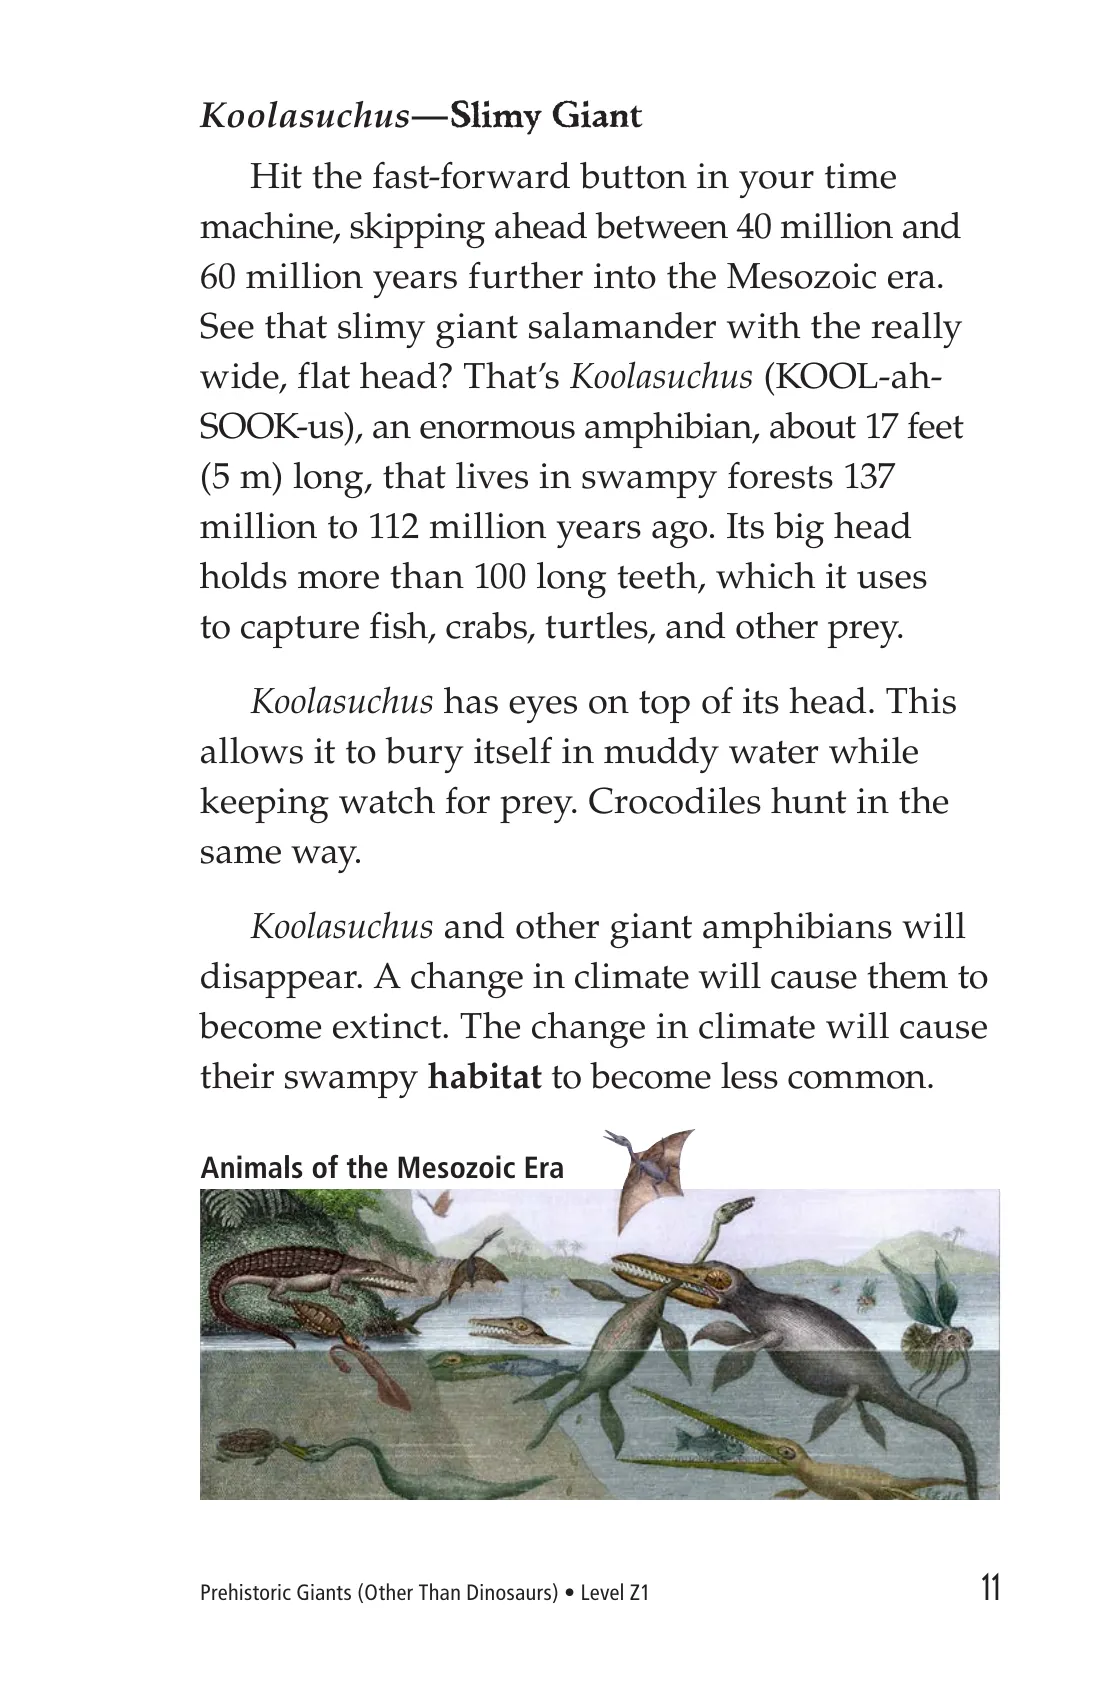 Koolasuchus—Slimy Giant
Hit the fast-forward button in your time
machine, skipping ahead between 40 million and
60 million years further into the Mesozoic era.
See that slimy giant salamander with the really
wide, flat head? That’s Koolasuchus (KOOL-ah-
SOOK-us), an enormous amphibian, about 17 feet
(5 m) long, that lives in swampy forests 137
million to 112 million years ago. Its big head
holds more than 100 long teeth, which it uses
to capture fish, crabs, turtles, and other prey.
Koolasuchus has eyes on top of its head. This
allows it to bury itself in muddy water while
keeping watch for prey. Crocodiles hunt in the
same way.
Koolasuchus and other giant amphibians will
disappear. A change in climate will cause them to
become extinct. The change in climate will cause
their swampy habitat to become less common.
Animals of the Mesozoic Era
Prehistoric Giants (Other Than Dinosaurs) • Level Z1
11